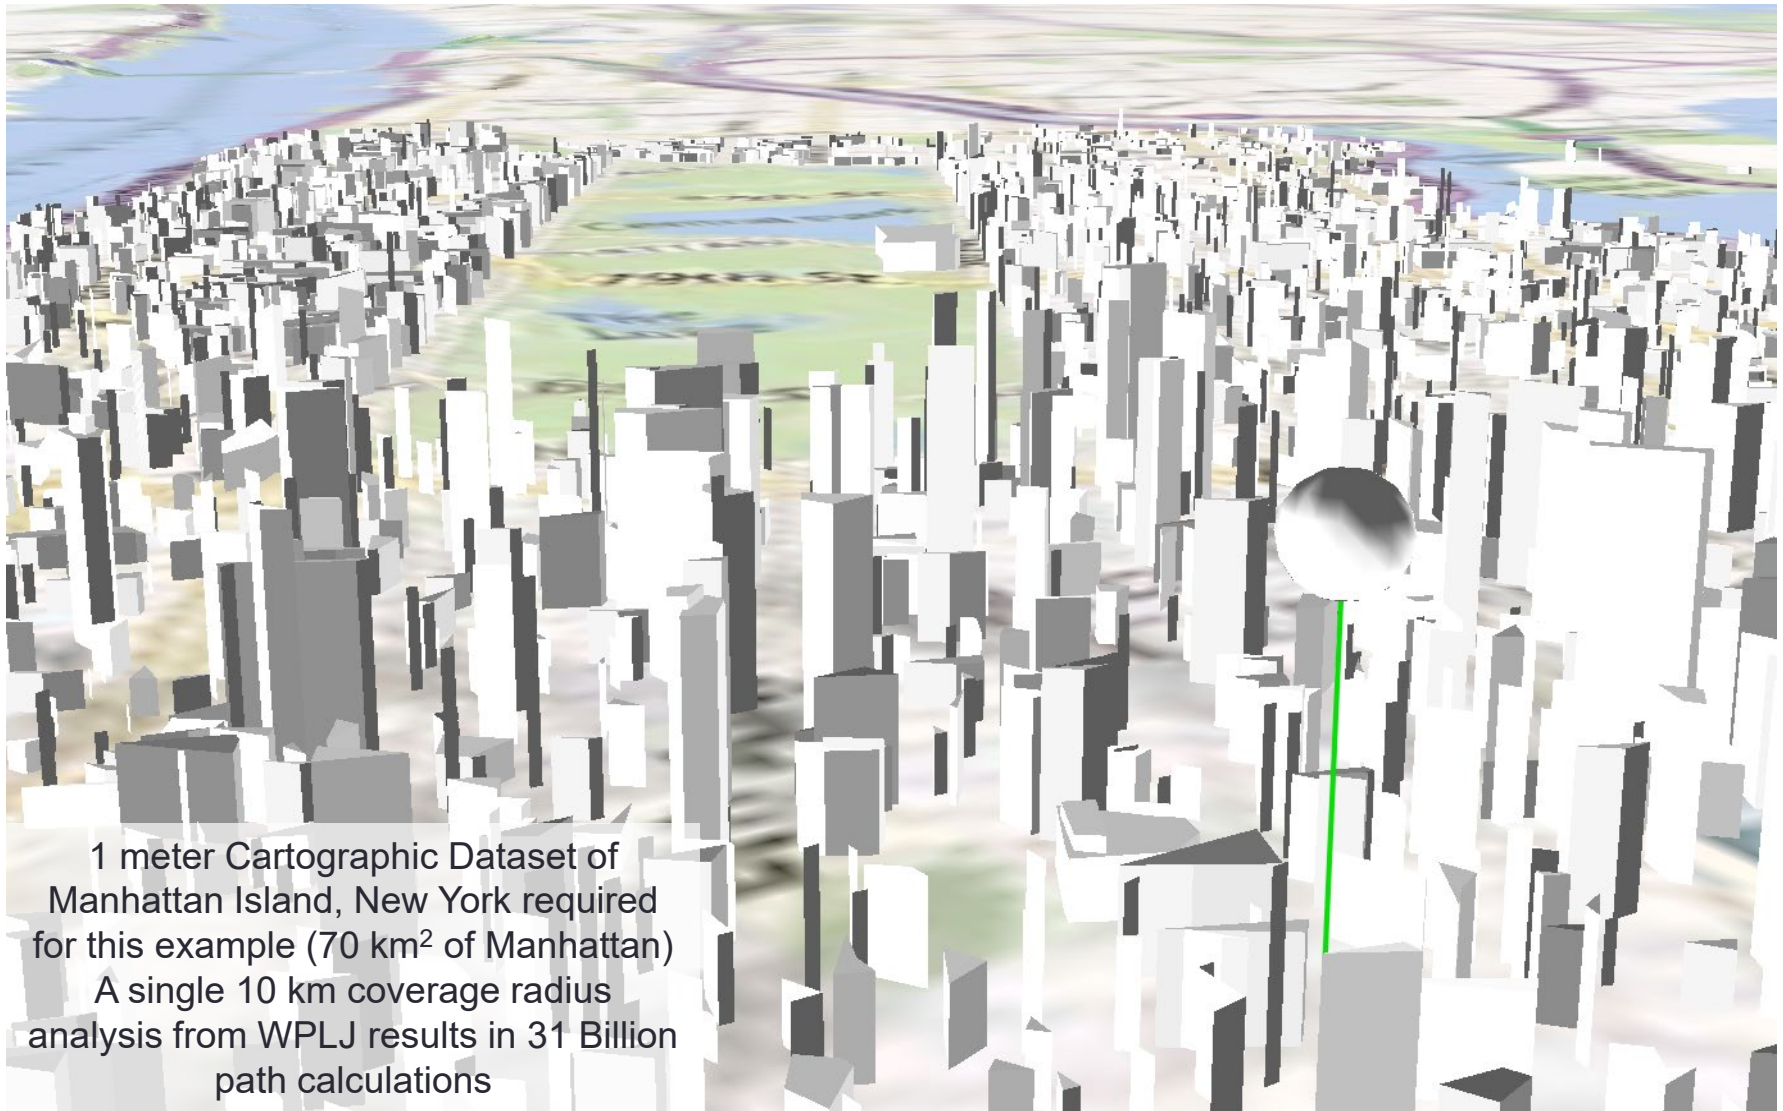 1 meter Cartographic Dataset of
Manhattan Island, New York required
for this example (70 km² of Manhattan)
A single 10 km coverage radius
analysis from WPLJ results in 31 Billion
path calculations